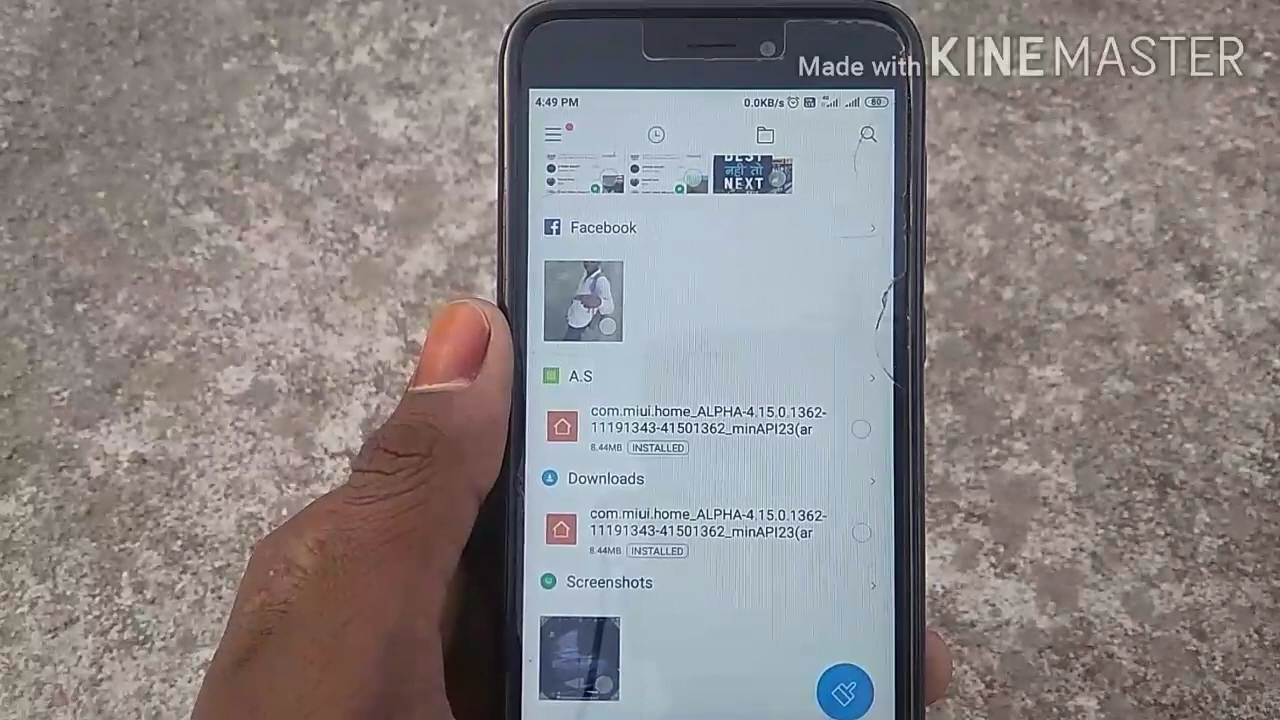 Made with KINEMASTER
4:49 PM
0.0KB/s
80
BEST
नहीं तो
NEXT
Facebook
A.S
com.miui.home_ALPHA-4.15.0.1362-
11191343-41501362_minAPI23(ar
8.44MB INSTALLED
Downloads
com.miui.home_ALPHA-4.15.0.1362-
11191343-41501362_minAPI23(ar
8.44MB INSTALLED
Screenshots